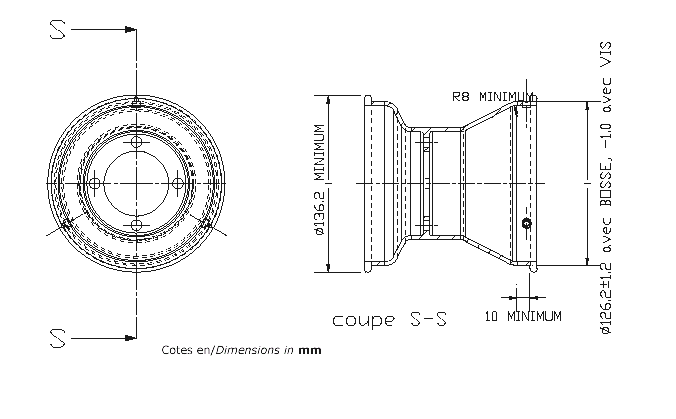 S
R8 MINIMUM
ø136.2 MINIMUM
ø126.2±1.2 avec BOSSE, -1.0 avec VIS
10 MINIMUM
coupe S-S
S
Cotes en/Dimensions in mm